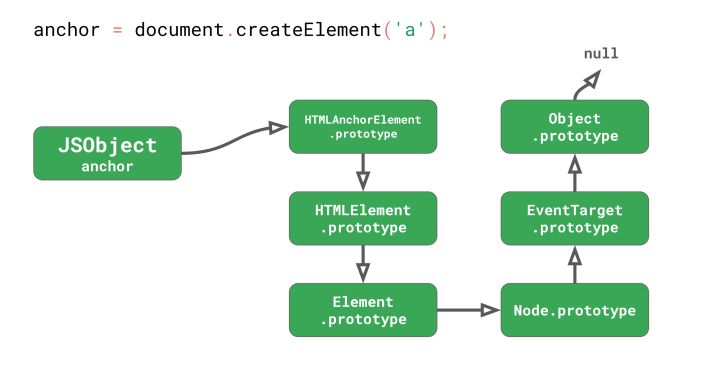 anchor = document.createElement('a');
JSObject
anchor
HTMLAnchorElement
.prototype
HTMLElement
.prototype
Element
.prototype
Node.prototype
EventTarget
.prototype
Object
.prototype
null